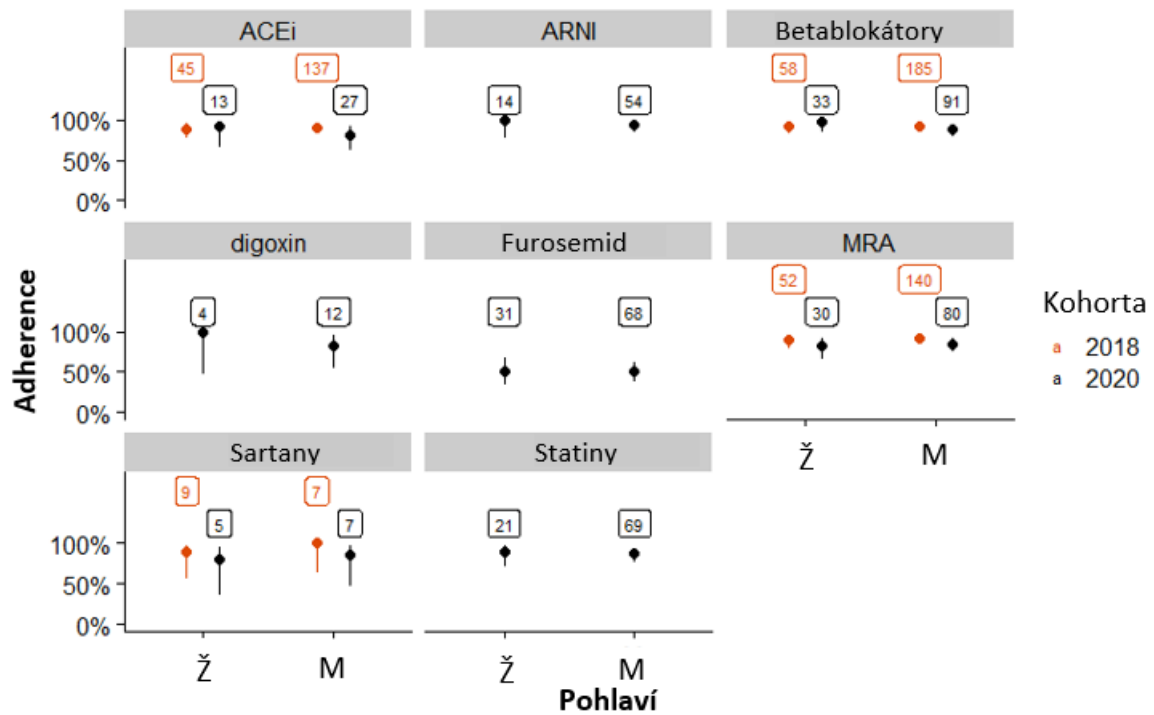 ACEi ARNI Betablokátory
45 137 58 185
13 27 14 54 33 91
100%
50%
0%
digoxin Furosemid MRA
52 140
4 12 31 68 30 80
100%
50%
0%
Adherence
Kohorta
a 2018
a 2020
Sartany Statiny
Ž M
9 7
5 7 21 69
100%
50%
0%
Ž M Ž M
Pohlaví